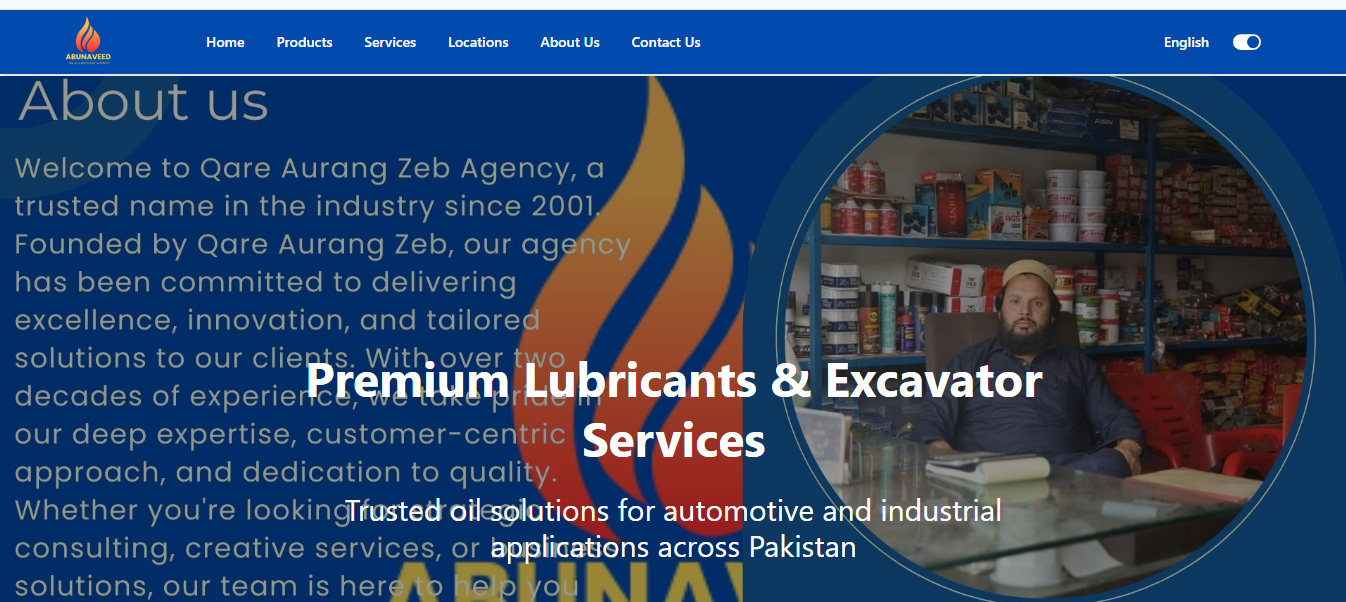 ABUNAVEED
Home
Products
Services
Locations
About Us
Contact Us
English
About us
Welcome to Qare Aurang Zeb Agency, a
trusted name in the industry since 2001.
Founded by Qare Aurang Zeb, our agency
has been committed to delivering
excellence, innovation, and tailored
solutions to our clients. With over two
decades of experience, we take pride in
our deep expertise, customer-centric
approach, and dedication to quality.
Whether you're looking for strategic
consulting, creative services, or business
solutions, our team is here to help you
Premium Lubricants & Excavator
Services
Trusted oil solutions for automotive and industrial
applications across Pakistan
ABUNAV
AISIN